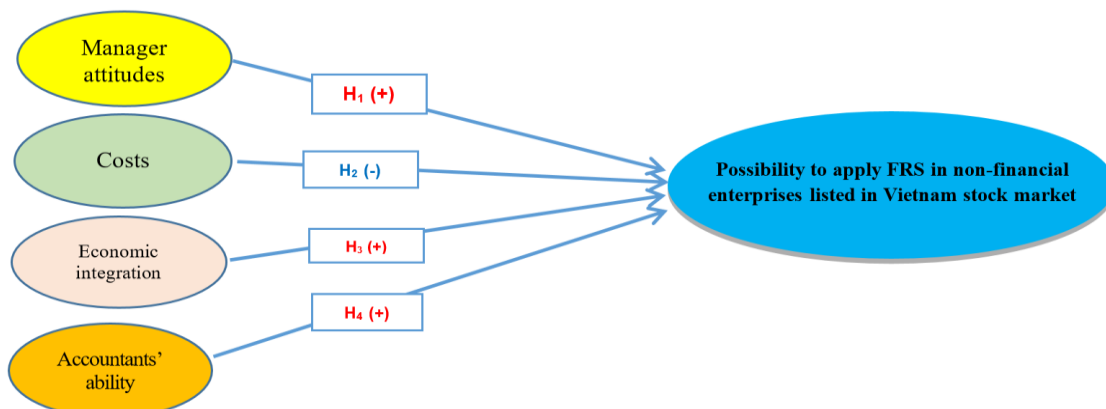 Manager
attitudes
H₁ (+)
Costs
H₂ (-)
Possibility to apply FRS in non-financial
enterprises listed in Vietnam stock market
Economic
integration
H₃ (+)
H₄ (+)
Accountants’
ability